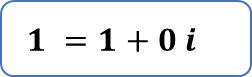 1 = 1 + 0 i